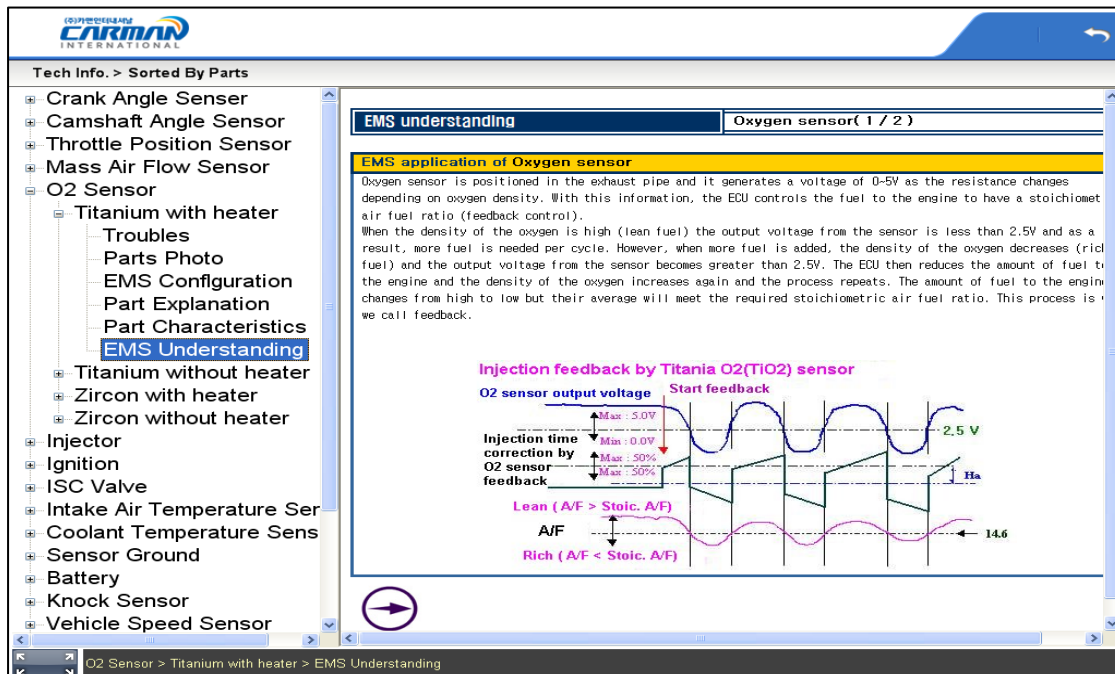 (주)카맨인터내셔날
CARMAN
INTERNATIONAL
Tech Info. > Sorted By Parts
Crank Angle Senser
Camshaft Angle Sensor
Throttle Position Sensor
Mass Air Flow Sensor
O2 Sensor
Titanium with heater
Troubles
Parts Photo
EMS Configuration
Part Explanation
Part Characteristics
EMS Understanding
Titanium without heater
Zircon with heater
Zircon without heater
Injector
Ignition
ISC Valve
Intake Air Temperature Ser
Coolant Temperature Sens
Sensor Ground
Battery
Knock Sensor
Vehicle Speed Sensor
EMS understanding
Oxygen sensor( 1 / 2 )
EMS application of Oxygen sensor
Oxygen sensor is positioned in the exhaust pipe and it generates a voltage of 0~5V as the resistance changes
depending on oxygen density. With this information, the ECU controls the fuel to the engine to have a stoichiomet
air fuel ratio (feedback control).
When the density of the oxygen is high (lean fuel) the output voltage from the sensor is less than 2.5V and as a
result, more fuel is needed per cycle. However, when more fuel is added, the density of the oxygen decreases (ric
fuel) and the output voltage from the sensor becomes greater than 2.5V. The ECU then reduces the amount of fuel t
the engine and the density of the oxygen increases again and the process repeats. The amount of fuel to the engin
changes from high to low but their average will meet the required stoichiometric air fuel ratio. This process is
we call feedback.
Injection feedback by Titania O2(TiO2) sensor
O2 sensor output voltage
Start feedback
Max : 5.0V
2,5 V
Injection time
correction by
O2 sensor
feedback
Min : 0.0V
Max : 50%
Max : 50%
Ha
Lean ( A/F > Stoic. A/F)
A/F
14.6
Rich ( A/F < Stoic. A/F)
O2 Sensor > Titanium with heater > EMS Understanding